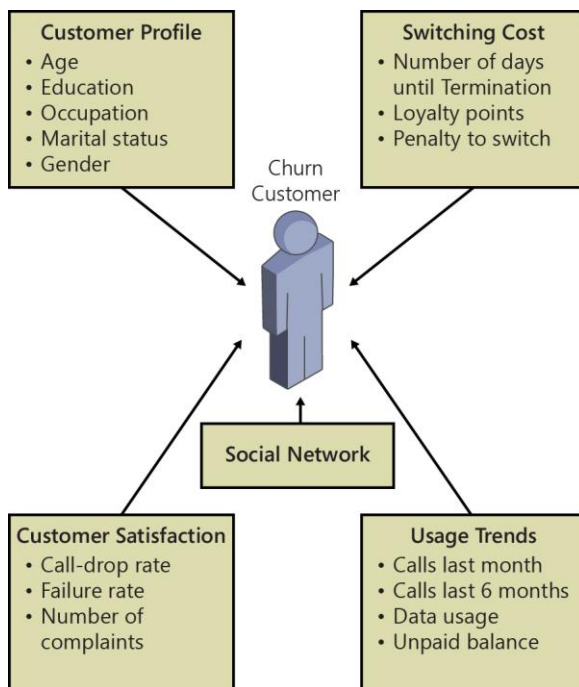 Customer Profile
• Age
• Education
• Occupation
• Marital status
• Gender
Switching Cost
• Number of days
until Termination
• Loyalty points
• Penalty to switch
Churn
Customer
Social Network
Customer Satisfaction
• Call-drop rate
• Failure rate
• Number of
complaints
Usage Trends
• Calls last month
• Calls last 6 months
• Data usage
• Unpaid balance